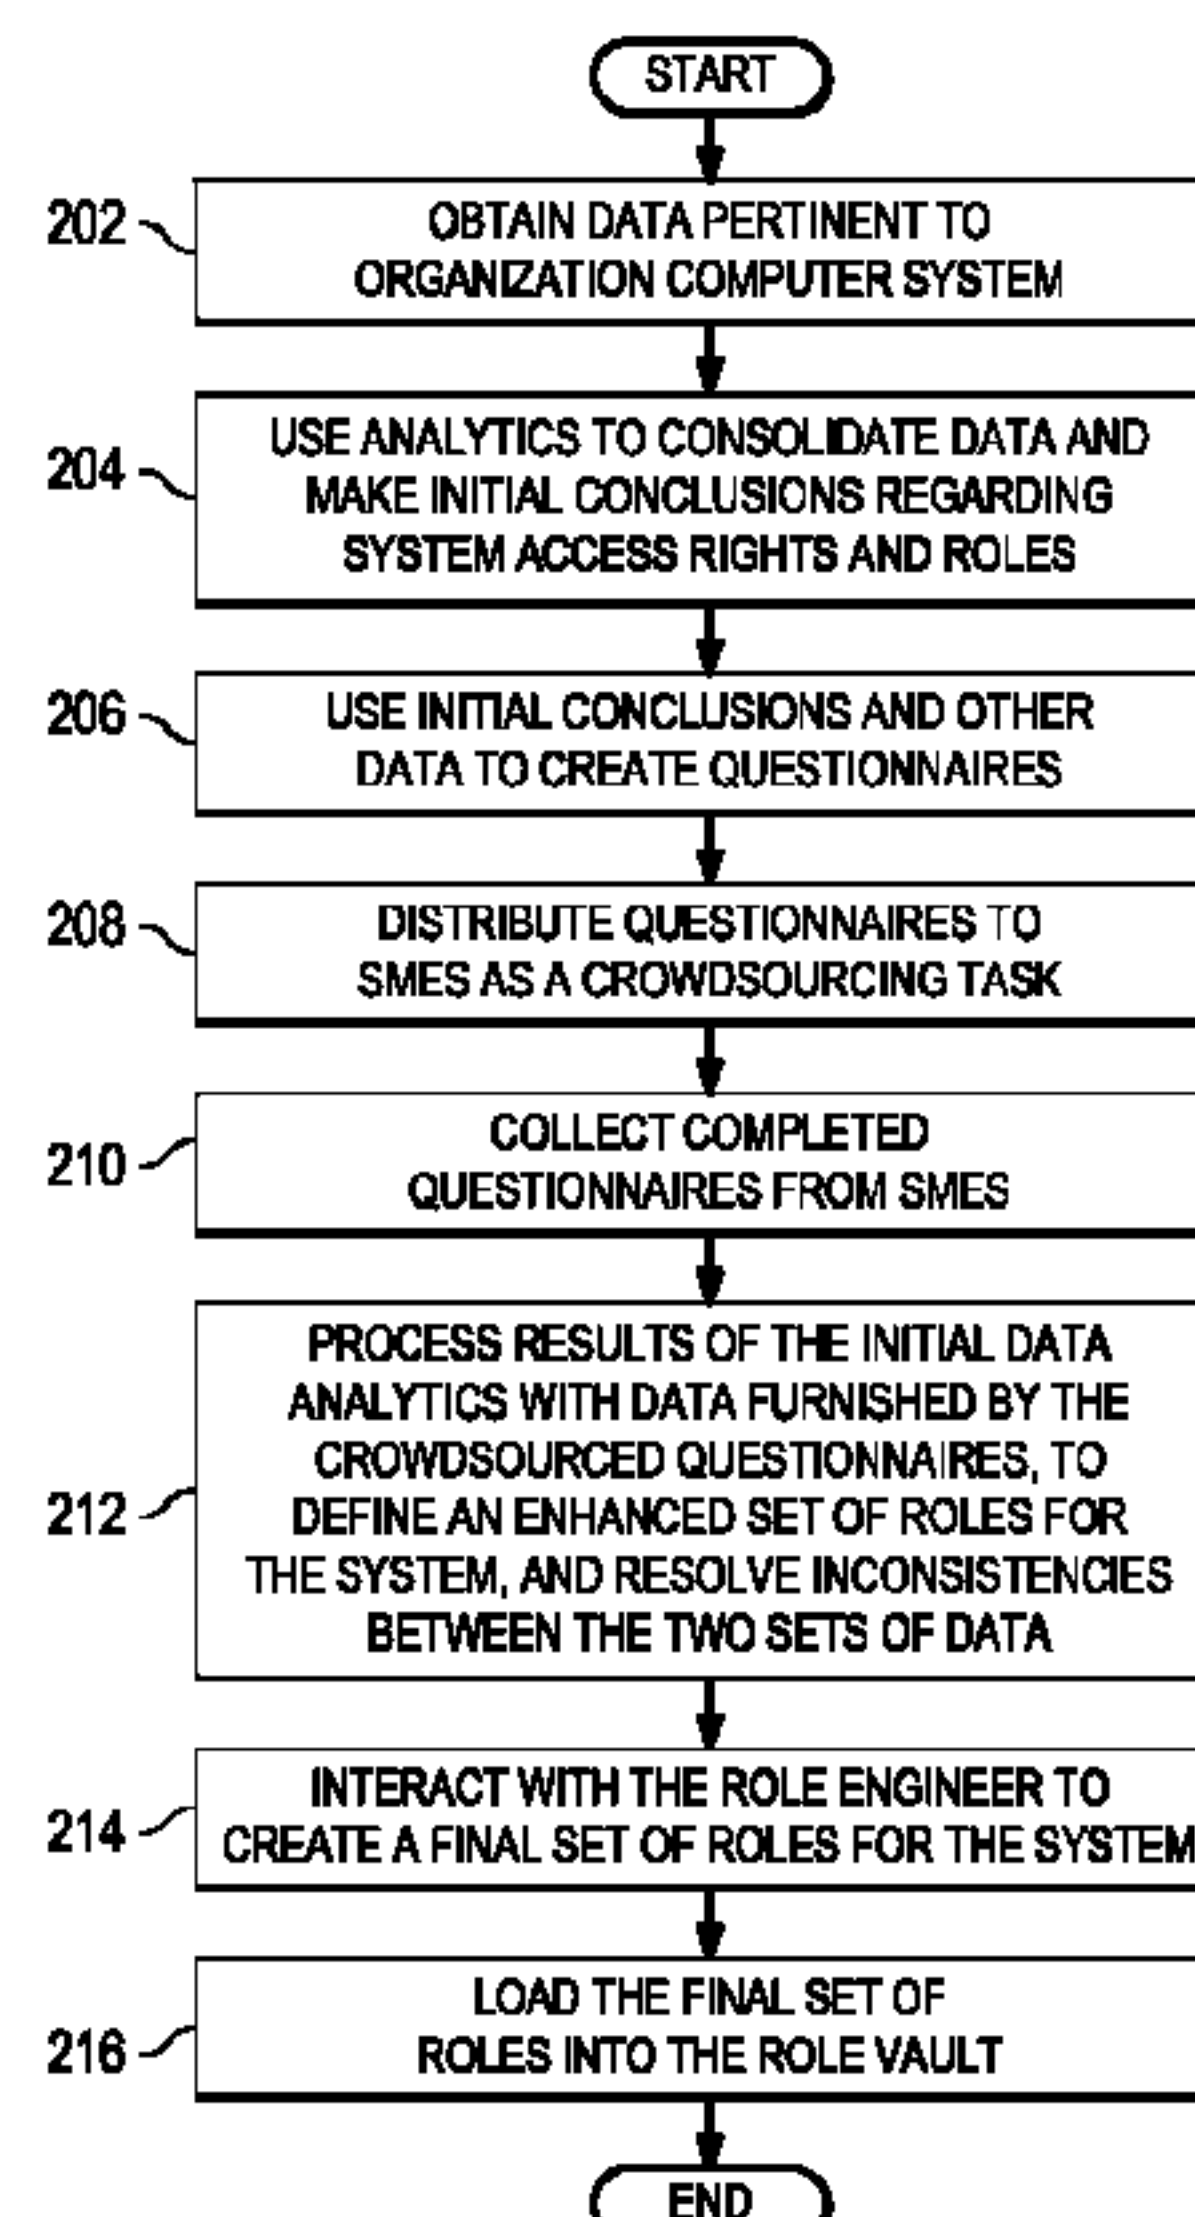 START
202
OBTAIN DATA PERTINENT TO
ORGANIZATION COMPUTER SYSTEM
204
USE ANALYTICS TO CONSOLIDATE DATA AND
MAKE INITIAL CONCLUSIONS REGARDING
SYSTEM ACCESS RIGHTS AND ROLES
206
USE INITIAL CONCLUSIONS AND OTHER
DATA TO CREATE QUESTIONNAIRES
208
DISTRIBUTE QUESTIONNAIRES TO
SMES AS A CROWDSOURCING TASK
210
COLLECT COMPLETED
QUESTIONNAIRES FROM SMES
212
PROCESS RESULTS OF THE INITIAL DATA
ANALYTICS WITH DATA FURNISHED BY THE
CROWDSOURCED QUESTIONNAIRES, TO
DEFINE AN ENHANCED SET OF ROLES FOR
THE SYSTEM, AND RESOLVE INCONSISTENCIES
BETWEEN THE TWO SETS OF DATA
214
INTERACT WITH THE ROLE ENGINEER TO
CREATE A FINAL SET OF ROLES FOR THE SYSTEM
216
LOAD THE FINAL SET OF
ROLES INTO THE ROLE VAULT
END